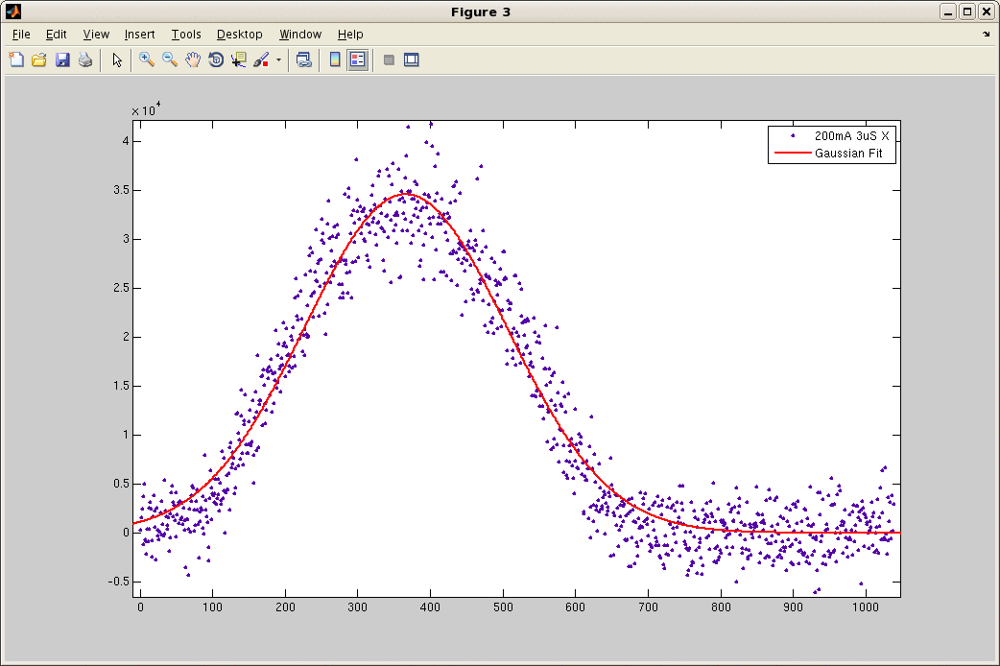 Figure 3
File Edit View Insert Tools Desktop Window Help
×10⁴
4
3.5
3
2.5
2
1.5
1
0.5
0
-0.5
0 100 200 300 400 500 600 700 800 900 1000
200mA 3uS X
Gaussian Fit